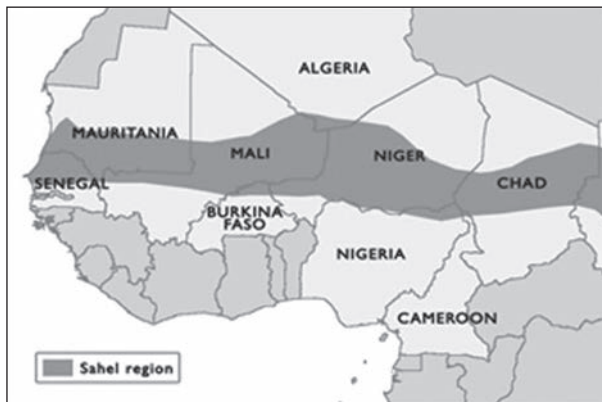 ALGERIA
MAURITANIA
MALI
NIGER
CHAD
SENEGAL
BURKINA
FASO
NIGERIA
CAMEROON
Sahel region